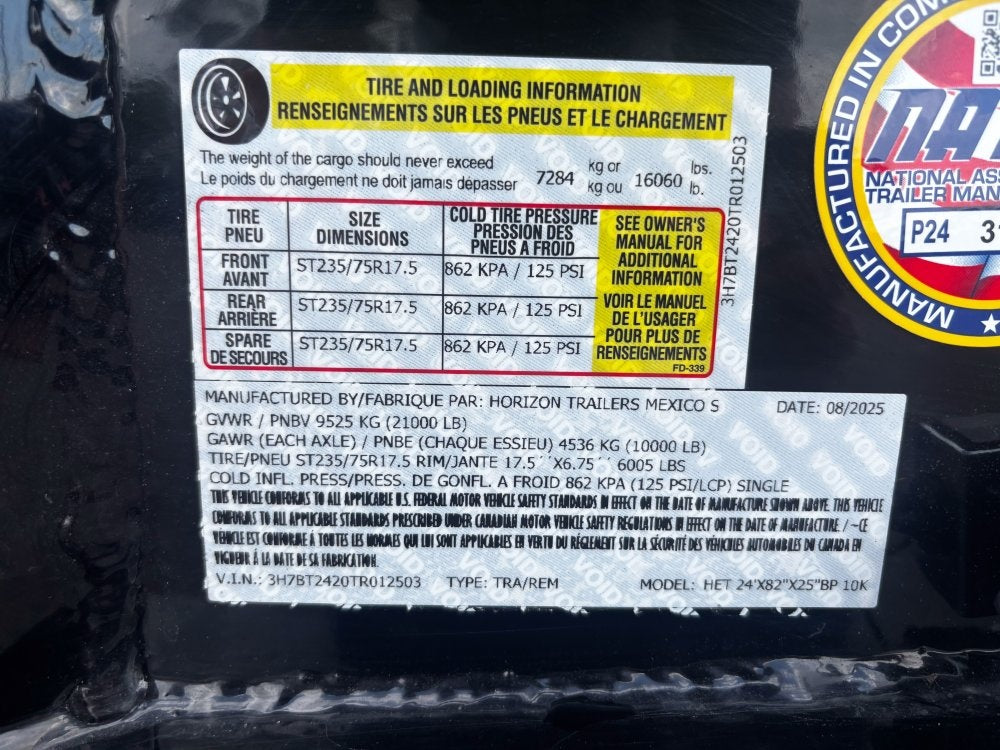 TIRE AND LOADING INFORMATION
RENSEIGNEMENTS SUR LES PNEUS ET LE CHARGEMENT
The weight of the cargo should never exceed 7284 kg or 16060 lbs.
Le poids du chargement ne doit jamais dépasser kg ou lb.
TIRE PNEU SIZE DIMENSIONS COLD TIRE PRESSURE PRESSION DES PNEUS A FROID
FRONT AVANT ST235/75R17.5 862 KPA / 125 PSI
REAR ARRIÈRE ST235/75R17.5 862 KPA / 125 PSI
SPARE DE SECOURS ST235/75R17.5 862 KPA / 125 PSI
SEE OWNER'S
MANUAL FOR
ADDITIONAL
INFORMATION
VOIR LE MANUEL
DE L'USAGER
POUR PLUS DE
RENSEIGNEMENTS
FD-339
3H7BT2420TR012503
MANUFACTURED BY/FABRIQUE PAR: HORIZON TRAILERS MEXICO S DATE: 08/2025
GVWR / PNBV 9525 KG (21000 LB)
GAWR (EACH AXLE) / PNBE (CHAQUE ESSIEU) 4536 KG (10000 LB)
TIRE/PNEU ST235/75R17.5 RIM/JANTE 17.5´´X6.75´´ 6005 LBS
COLD INFL. PRESS/PRESS. DE GONFL. A FROID 862 KPA (125 PSI/LCP) SINGLE
THIS VEHICLE CONFORMS TO ALL APPLICABLE U.S. FEDERAL MOTOR VEHICLE SAFETY STANDARDS IN EFFECT ON THE DATE OF MANUFACTURE SHOWN ABOVE. THIS VEHICLE
CONFORMS TO ALL APPLICABLE STANDARDS PRESCRIBED UNDER CANADIAN MOTOR VEHICLE SAFETY REGULATIONS IN EFFECT ON THE DATE OF MANUFACTURE. / ~CE
VEHICLE EST CONFORME À TOUTES LES NORMES QUI LUI SONT APPLICABLES EN VERTU DU RÉGLEMENT SUR LA SÉCURITÉ DES VÉHICULES AUTOMOBILES DU CANADA EN
VIGUEUR À LA DATE DE SA FABRICATION.
V.I.N.: 3H7BT2420TR012503 TYPE: TRA/REM MODEL: HET 24'X82"X25"BP 10K
MANUFACTURED IN COM
NA
NATIONAL ASS
TRAILER MAN
P24 3